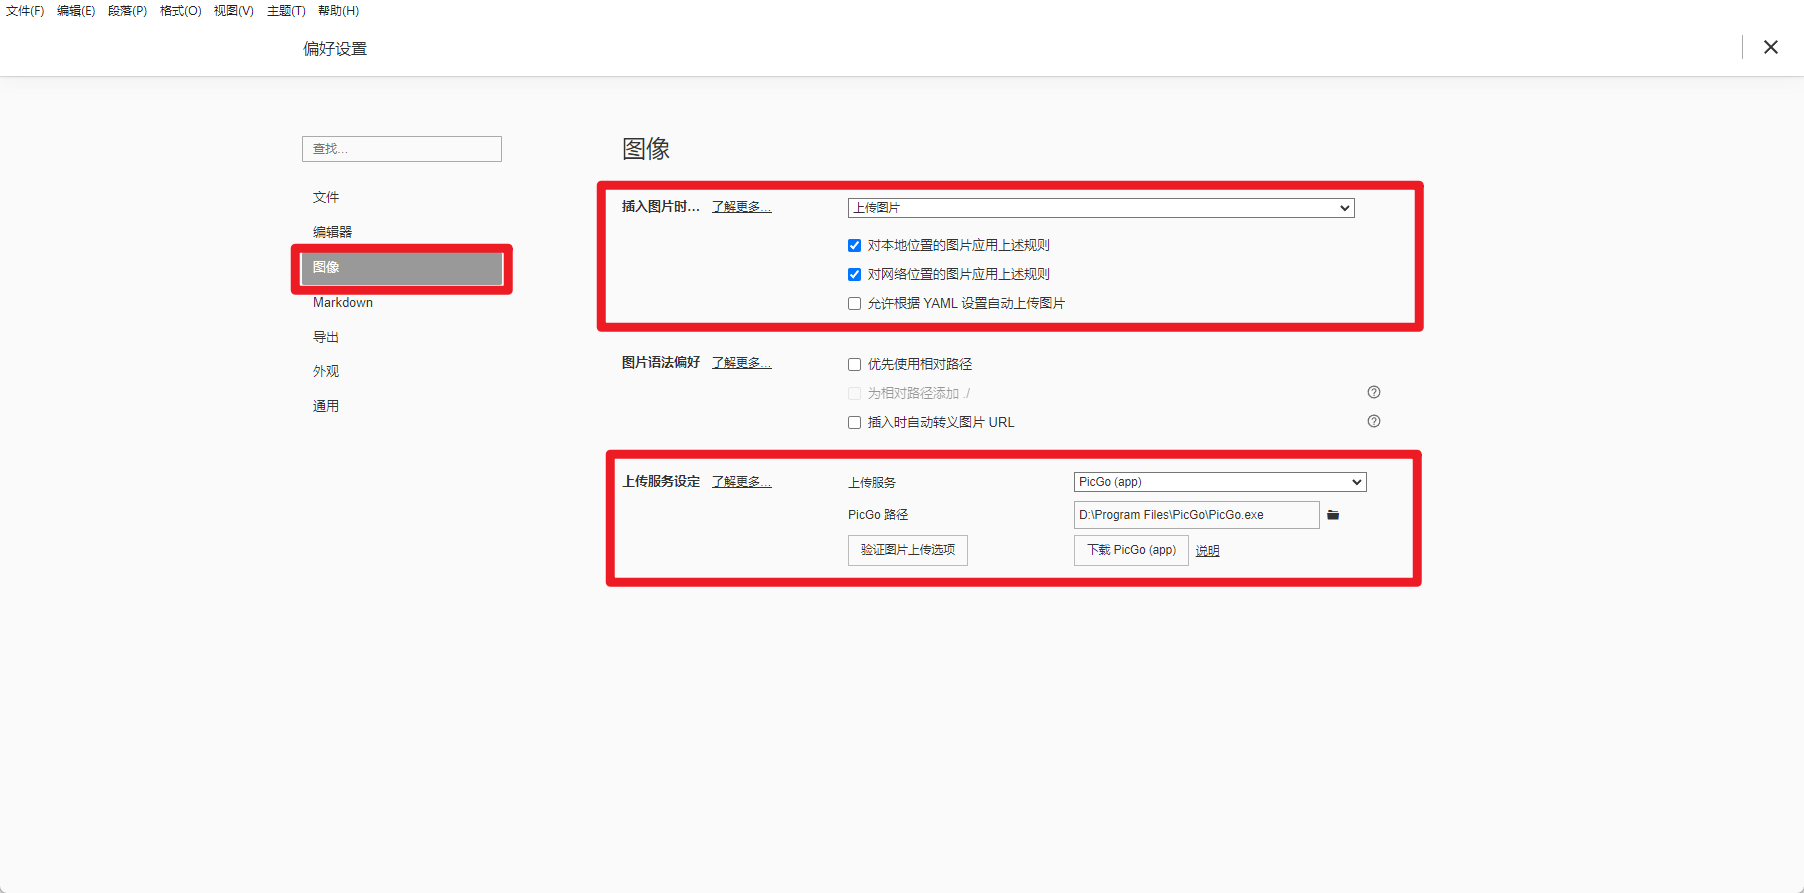 文件(F) 编辑(E) 段落(P) 格式(O) 视图(V) 主题(T) 帮助(H)
偏好设置
查找...
文件
编辑器
图像
Markdown
导出
外观
通用
图像
插入图片时... 了解更多... 上传图片
对本地位置的图片应用上述规则
对网络位置的图片应用上述规则
允许根据 YAML 设置自动上传图片
图片语法偏好 了解更多... 优先使用相对路径
为相对路径添加 ./
插入时自动转义图片 URL
上传服务设定 了解更多... 上传服务 PicGo (app)
PicGo 路径 D:\Program Files\PicGo\PicGo.exe
验证图片上传选项 下载 PicGo (app) 说明